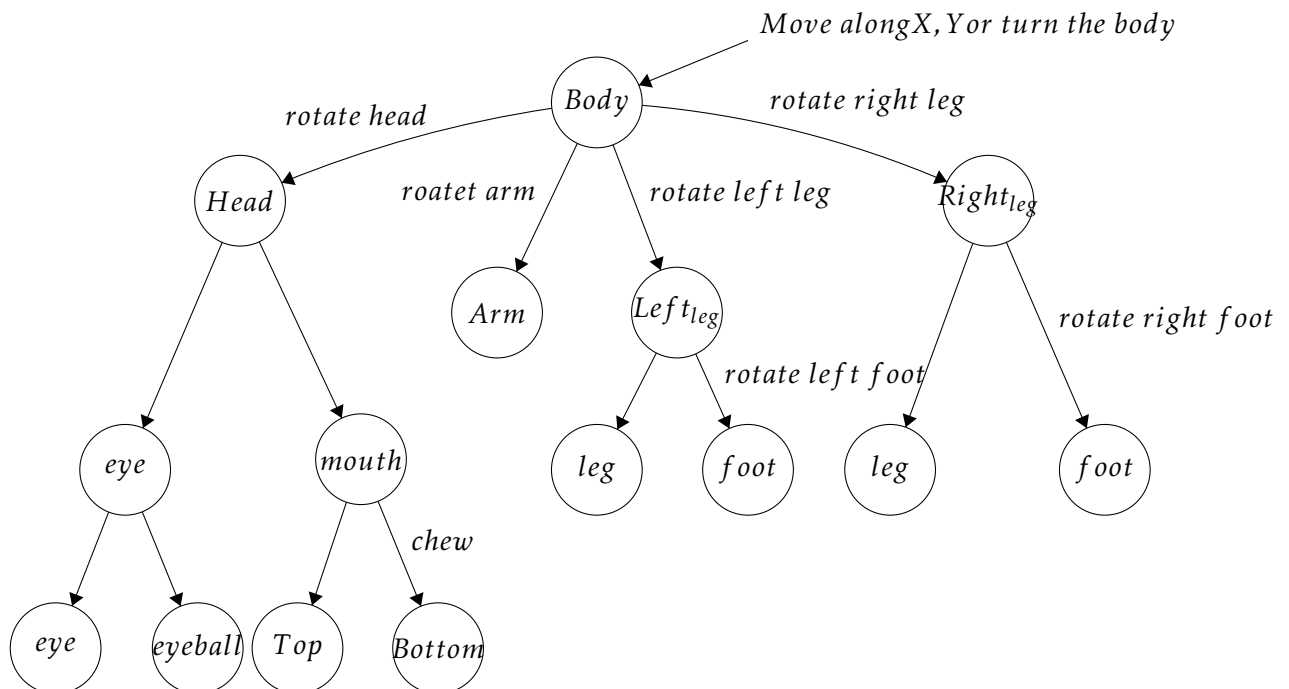 Move alongX,Yor turn the body
Body
rotate head
rotate right leg
Head
roatet arm
rotate left leg
Right_leg
Arm
Left_leg
rotate right foot
rotate left foot
eye
mouth
leg
foot
leg
foot
chew
eye
eyeball
Top
Bottom